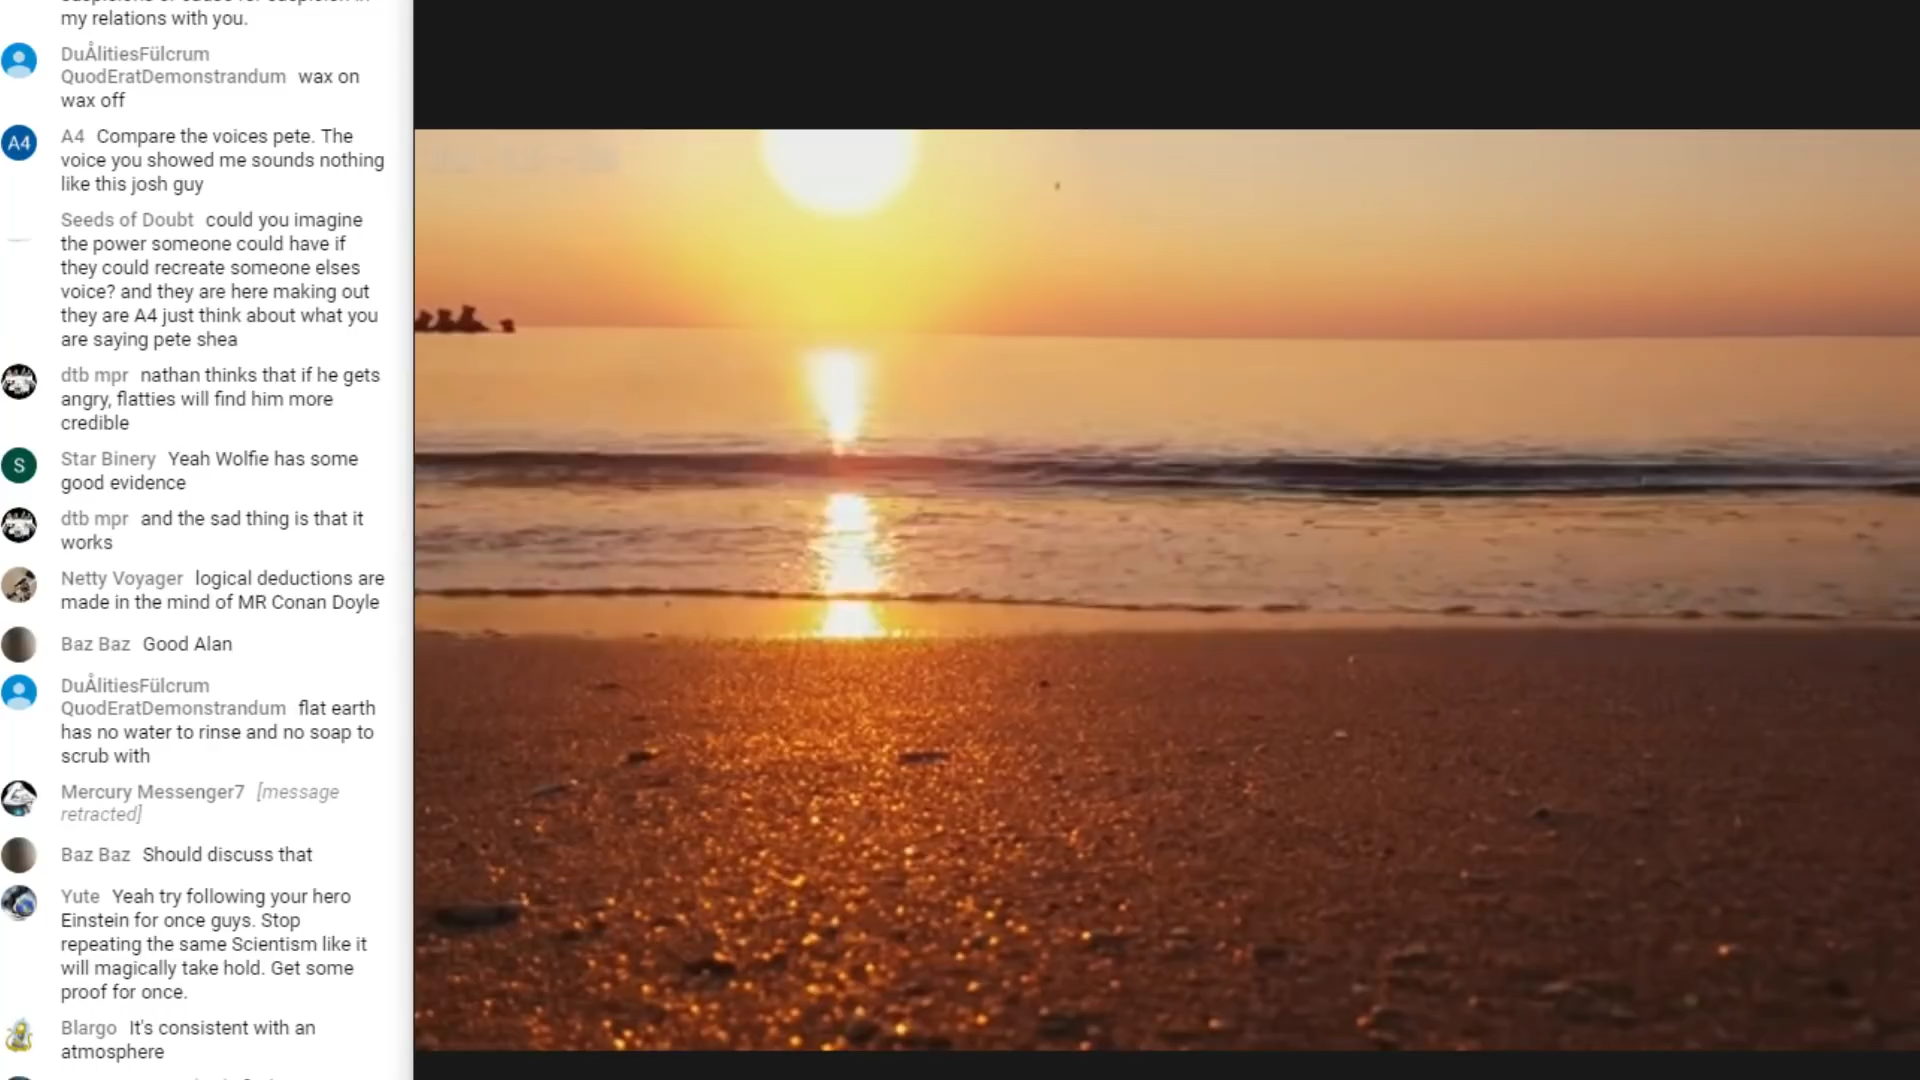 my relations with you.
DuÅlitiesFülcrum
QuodEratDemonstrandum wax on
wax off
A4
A4 Compare the voices pete. The
voice you showed me sounds nothing
like this josh guy
Seeds of Doubt could you imagine
the power someone could have if
they could recreate someone elses
voice? and they are here making out
they are A4 just think about what you
are saying pete shea
dtb mpr nathan thinks that if he gets
angry, flatties will find him more
credible
S
Star Binery Yeah Wolfie has some
good evidence
dtb mpr and the sad thing is that it
works
Netty Voyager logical deductions are
made in the mind of MR Conan Doyle
Baz Baz Good Alan
DuÅlitiesFülcrum
QuodEratDemonstrandum flat earth
has no water to rinse and no soap to
scrub with
Mercury Messenger7 [message
retracted]
Baz Baz Should discuss that
Yute Yeah try following your hero
Einstein for once guys. Stop
repeating the same Scientism like it
will magically take hold. Get some
proof for once.
Blargo It's consistent with an
atmosphere